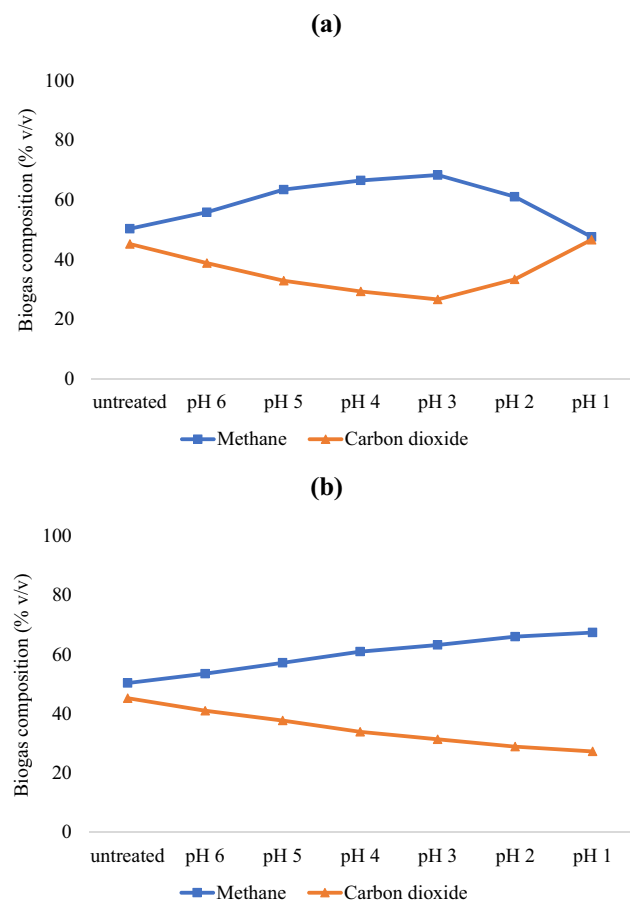 (a)
Biogas composition (% v/v)
100
80
60
40
20
0
untreated pH 6 pH 5 pH 4 pH 3 pH 2 pH 1
Methane Carbon dioxide
(b)
Biogas composition (% v/v)
100
80
60
40
20
0
untreated pH 6 pH 5 pH 4 pH 3 pH 2 pH 1
Methane Carbon dioxide